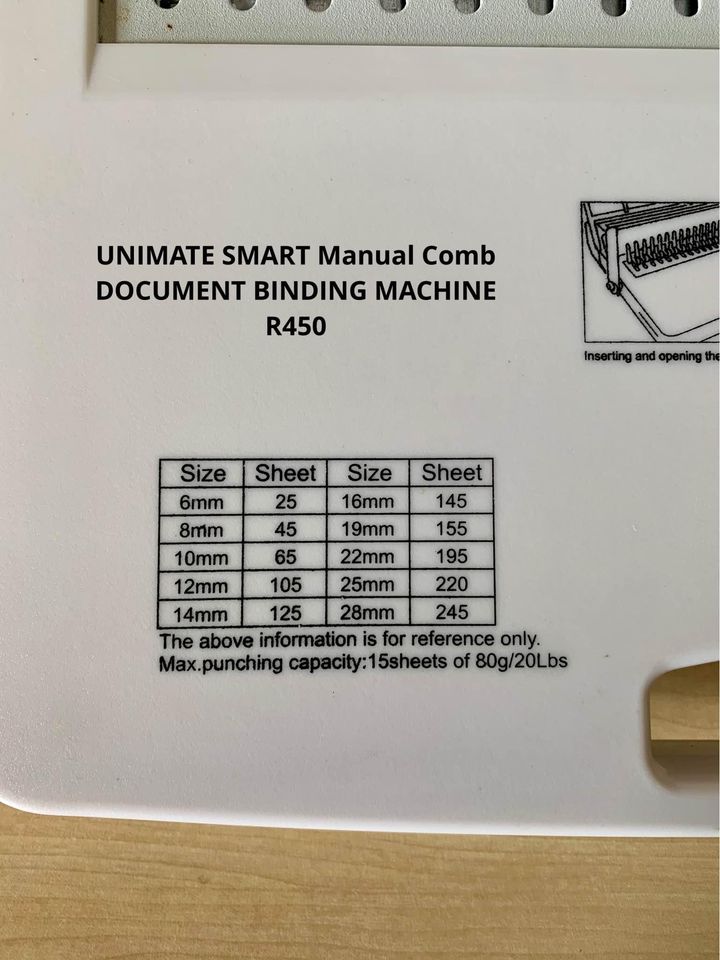 UNIMATE SMART Manual Comb
DOCUMENT BINDING MACHINE
R450
Inserting and opening the
Size Sheet Size Sheet
6mm 25 16mm 145
8mm 45 19mm 155
10mm 65 22mm 195
12mm 105 25mm 220
14mm 125 28mm 245
The above information is for reference only.
Max.punching capacity:15sheets of 80g/20Lbs